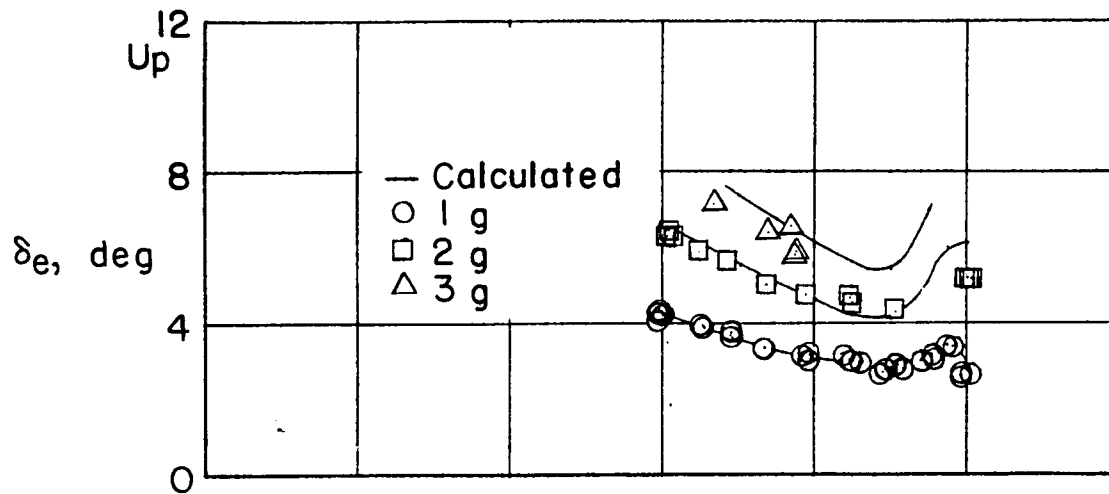 12
Up
8
— Calculated
○ 1 g
□ 2 g
△ 3 g
δe, deg
4
0